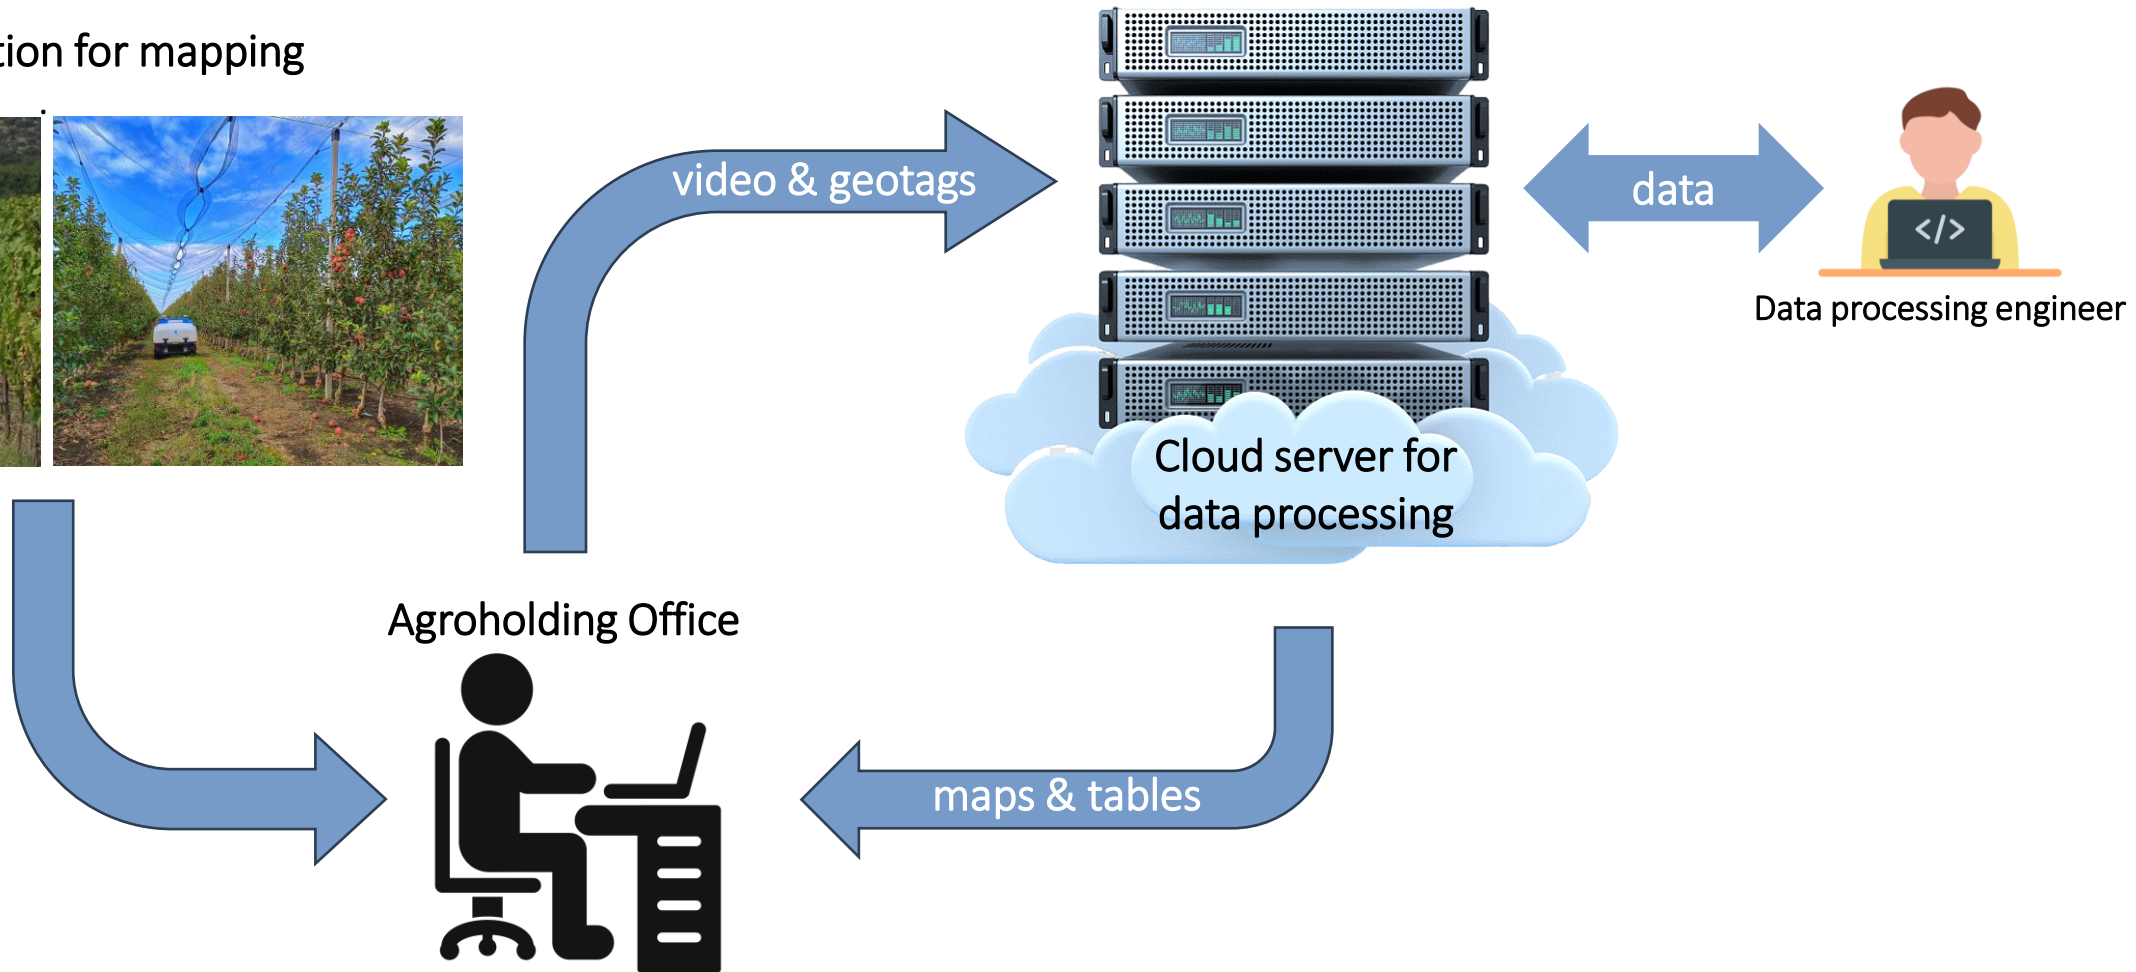 tion for mapping
video & geotags
data
</>
Data processing engineer
Cloud server for
data processing
Agroholding Office
maps & tables